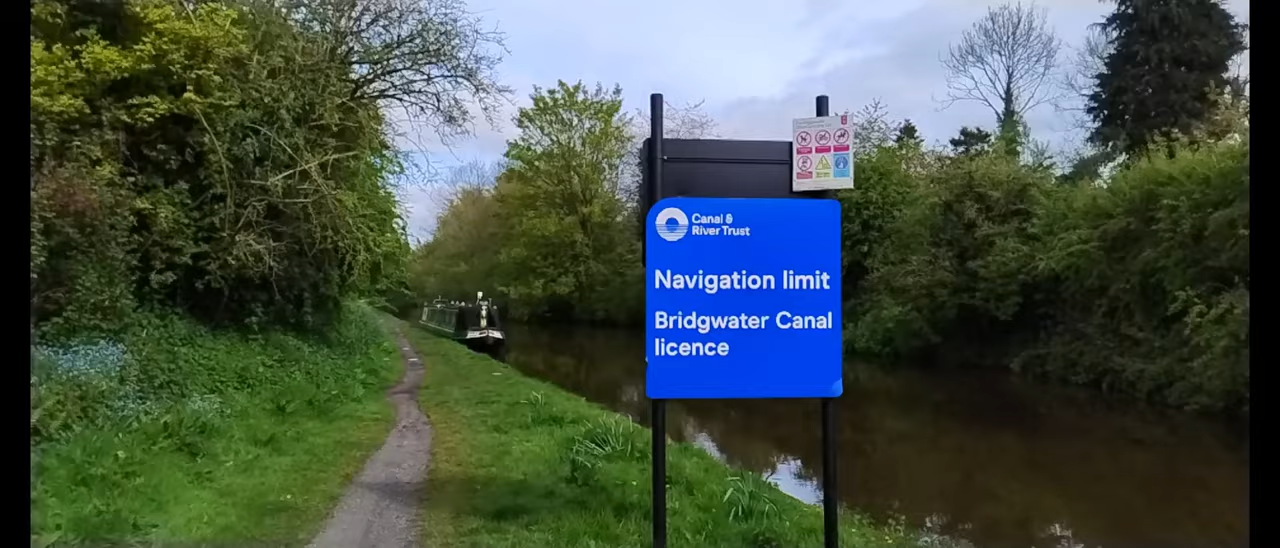 Canal &
River Trust
Navigation limit
Bridgwater Canal
licence